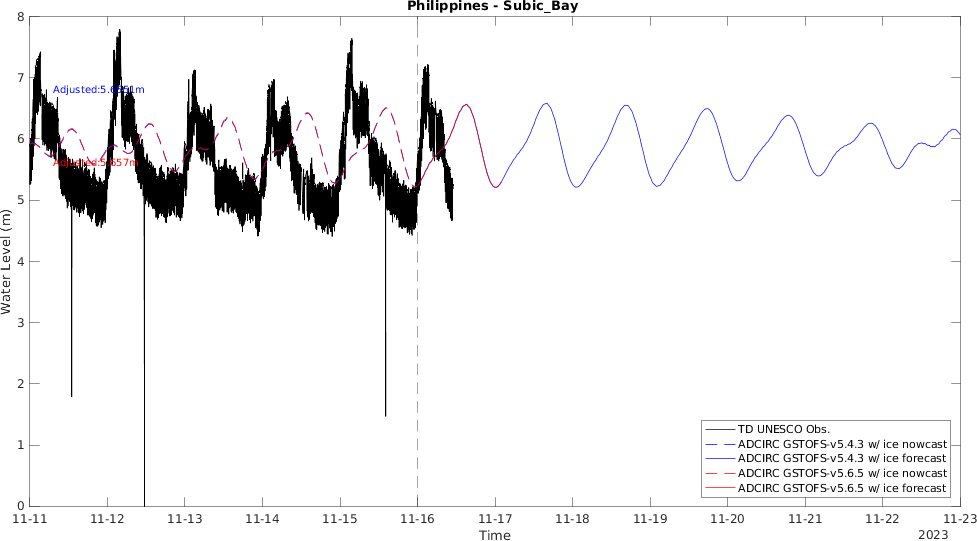 Philippines - Subic_Bay
8
7
6
5
4
3
2
1
0
Water Level (m)
Adjusted:5.6551m
Adjusted:5.657m
TD UNESCO Obs.
ADCIRC GSTOFS-v5.4.3 w/ ice nowcast
ADCIRC GSTOFS-v5.4.3 w/ ice forecast
ADCIRC GSTOFS-v5.6.5 w/ ice nowcast
ADCIRC GSTOFS-v5.6.5 w/ ice forecast
11-11 11-12 11-13 11-14 11-15 11-16 11-17 11-18 11-19 11-20 11-21 11-22 11-23
Time
2023